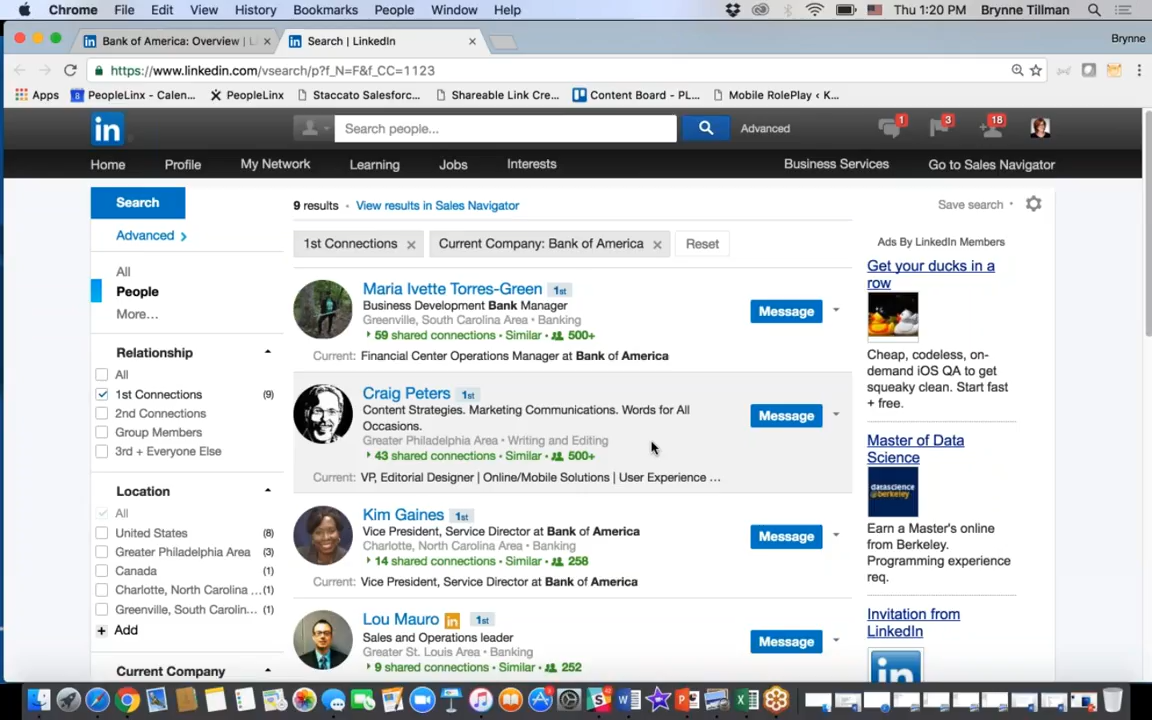 Chrome File Edit View History Bookmarks People Window Help Thu 1:20 PM Brynne Tillman
Bank of America: Overview | L Search | LinkedIn Brynne
https://www.linkedin.com/vsearch/p?f_N=F&f_CC=1123
Apps PeopleLinx - Calen... PeopleLinx Staccato Salesforc... Shareable Link Cre... Content Board - PL... Mobile RolePlay ‹ K...
in Search people... Advanced 1 3 18
Home Profile My Network Learning Jobs Interests Business Services Go to Sales Navigator
Search
Advanced
All
People
More...
Relationship
All
1st Connections (9)
2nd Connections
Group Members
3rd + Everyone Else
Location
All
United States (8)
Greater Philadelphia Area (3)
Canada (1)
Charlotte, North Carolina ... (1)
Greenville, South Carolin... (1)
+ Add
Current Company
9 results • View results in Sales Navigator Save search
1st Connections × Current Company: Bank of America × Reset
Maria Ivette Torres-Green 1st
Business Development Bank Manager
Greenville, South Carolina Area • Banking
59 shared connections • Similar • 500+
Current: Financial Center Operations Manager at Bank of America
Message
Craig Peters 1st
Content Strategies. Marketing Communications. Words for All
Occasions.
Greater Philadelphia Area • Writing and Editing
43 shared connections • Similar • 500+
Current: VP, Editorial Designer | Online/Mobile Solutions | User Experience ...
Message
Kim Gaines 1st
Vice President, Service Director at Bank of America
Charlotte, North Carolina Area • Banking
14 shared connections • Similar • 258
Current: Vice President, Service Director at Bank of America
Message
Lou Mauro in 1st
Sales and Operations leader
Greater St. Louis Area • Banking
9 shared connections • Similar • 252
Message
Ads By LinkedIn Members
Get your ducks in a
row
Cheap, codeless, on-
demand iOS QA to get
squeaky clean. Start fast
+ free.
Master of Data
Science
datascience
@berkeley
Earn a Master's online
from Berkeley.
Programming experience
req.
Invitation from
LinkedIn